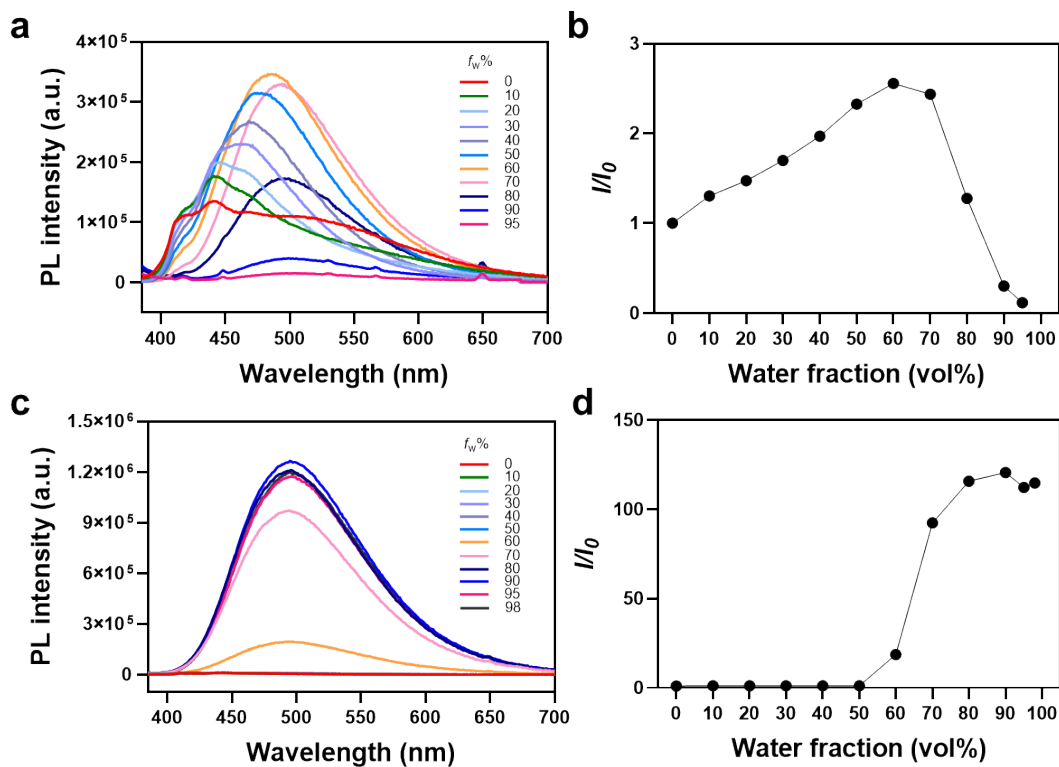 a
4×10⁵
3×10⁵
2×10⁵
1×10⁵
0
PL intensity (a.u.)
400 450 500 550 600 650 700
Wavelength (nm)
fw%
0
10
20
30
40
50
60
70
80
90
95
b
3
2
1
0
I/I0
0 10 20 30 40 50 60 70 80 90 100
Water fraction (vol%)
c
1.5×10⁶
1.2×10⁶
9×10⁵
6×10⁵
3×10⁵
0
PL intensity (a.u.)
400 450 500 550 600 650 700
Wavelength (nm)
fw%
0
10
20
30
40
50
60
70
80
90
95
98
d
150
100
50
0
I/I0
0 10 20 30 40 50 60 70 80 90 100
Water fraction (vol%)